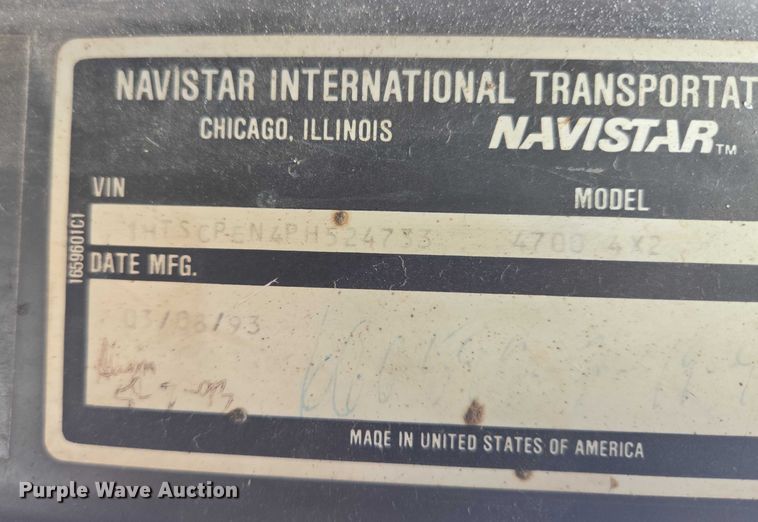 NAVISTAR INTERNATIONAL TRANSPORTAT
CHICAGO, ILLINOIS NAVISTAR™
VIN MODEL
1HTSCPEN4PH524733 4700 4X2
DATE MFG.
03/08/93
1659601C1
MADE IN UNITED STATES OF AMERICA
Purple Wave Auction